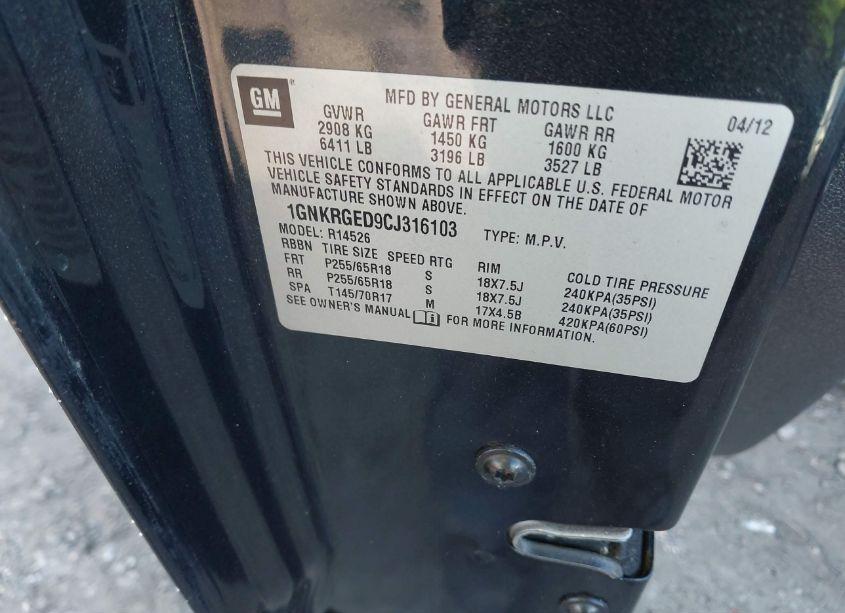 GM
MFD BY GENERAL MOTORS LLC
04/12
GVWR GAWR FRT GAWR RR
2908 KG 1450 KG 1600 KG
6411 LB 3196 LB 3527 LB
THIS VEHICLE CONFORMS TO ALL APPLICABLE U.S. FEDERAL MOTOR
VEHICLE SAFETY STANDARDS IN EFFECT ON THE DATE OF
MANUFACTURE SHOWN ABOVE.
1GNKRGED9CJ316103 TYPE: M.P.V.
MODEL: R14526
RBBN TIRE SIZE SPEED RTG RIM COLD TIRE PRESSURE
FRT P255/65R18 S 18X7.5J 240KPA(35PSI)
RR P255/65R18 S 18X7.5J 240KPA(35PSI)
SPA T145/70R17 M 17X4.5B 420KPA(60PSI)
SEE OWNER'S MANUAL FOR MORE INFORMATION.